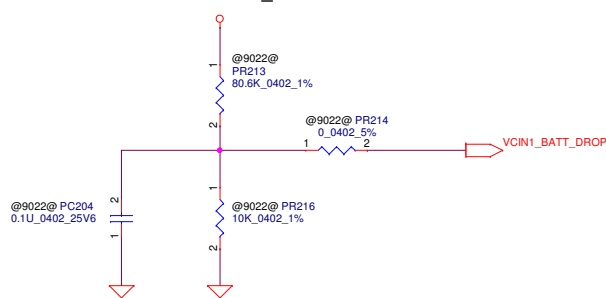 @9022@
PR213
80.6K_0402_1%
1
2
@9022@ PR214
0_0402_5%
1
2
VCIN1_BATT_DROP
@9022@ PC204
0.1U_0402_25V6
2
1
@9022@ PR216
10K_0402_1%
1
2